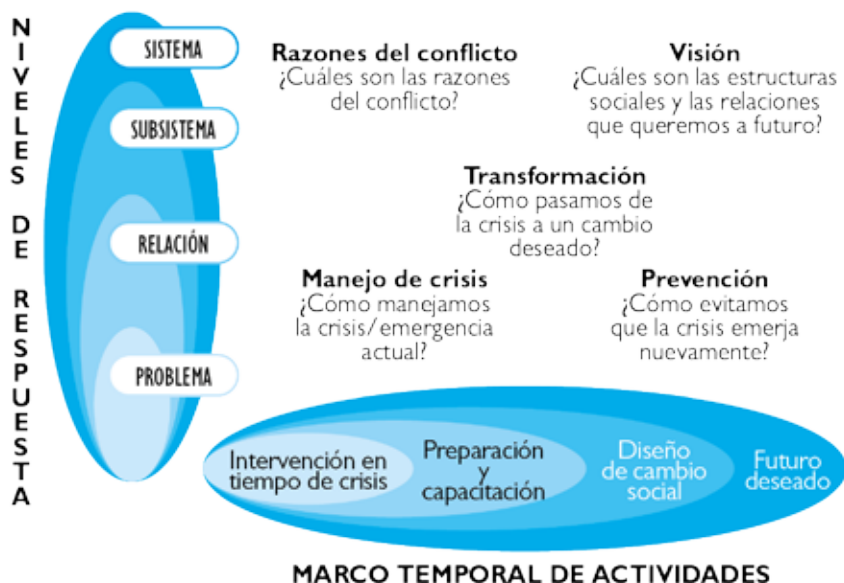 NIVELES DE RESPUESTA
SISTEMA
SUBSISTEMA
RELACIÓN
PROBLEMA
Razones del conflicto
¿Cuáles son las razones
del conflicto?
Visión
¿Cuáles son las estructuras
sociales y las relaciones
que queremos a futuro?
Transformación
¿Cómo pasamos de
la crisis a un cambio
deseado?
Manejo de crisis
¿Cómo manejamos
la crisis/emergencia
actual?
Prevención
¿Cómo evitamos
que la crisis emerja
nuevamente?
Intervención en
tiempo de crisis
Preparación
y
capacitación
Diseño
de cambio
social
Futuro
deseado
MARCO TEMPORAL DE ACTIVIDADES